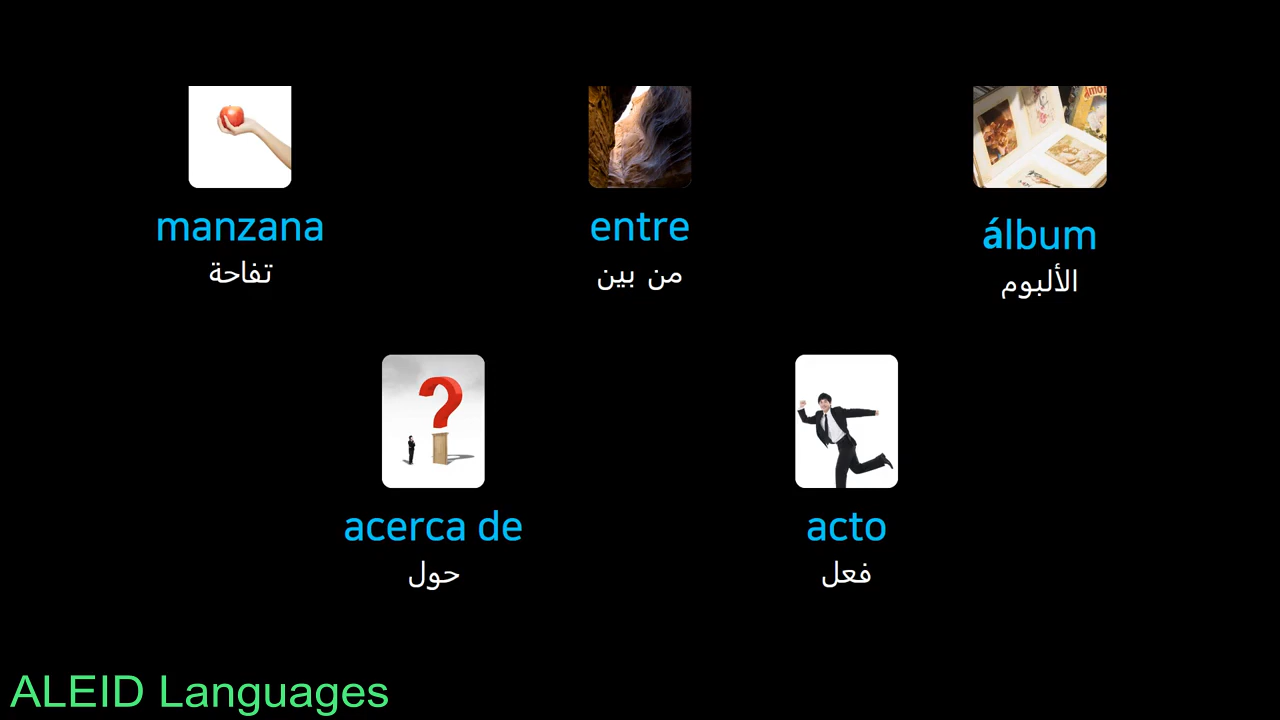 manzana
تفاحة
entre
من بين
álbum
الألبوم
acerca de
حول
acto
فعل
ALEID Languages